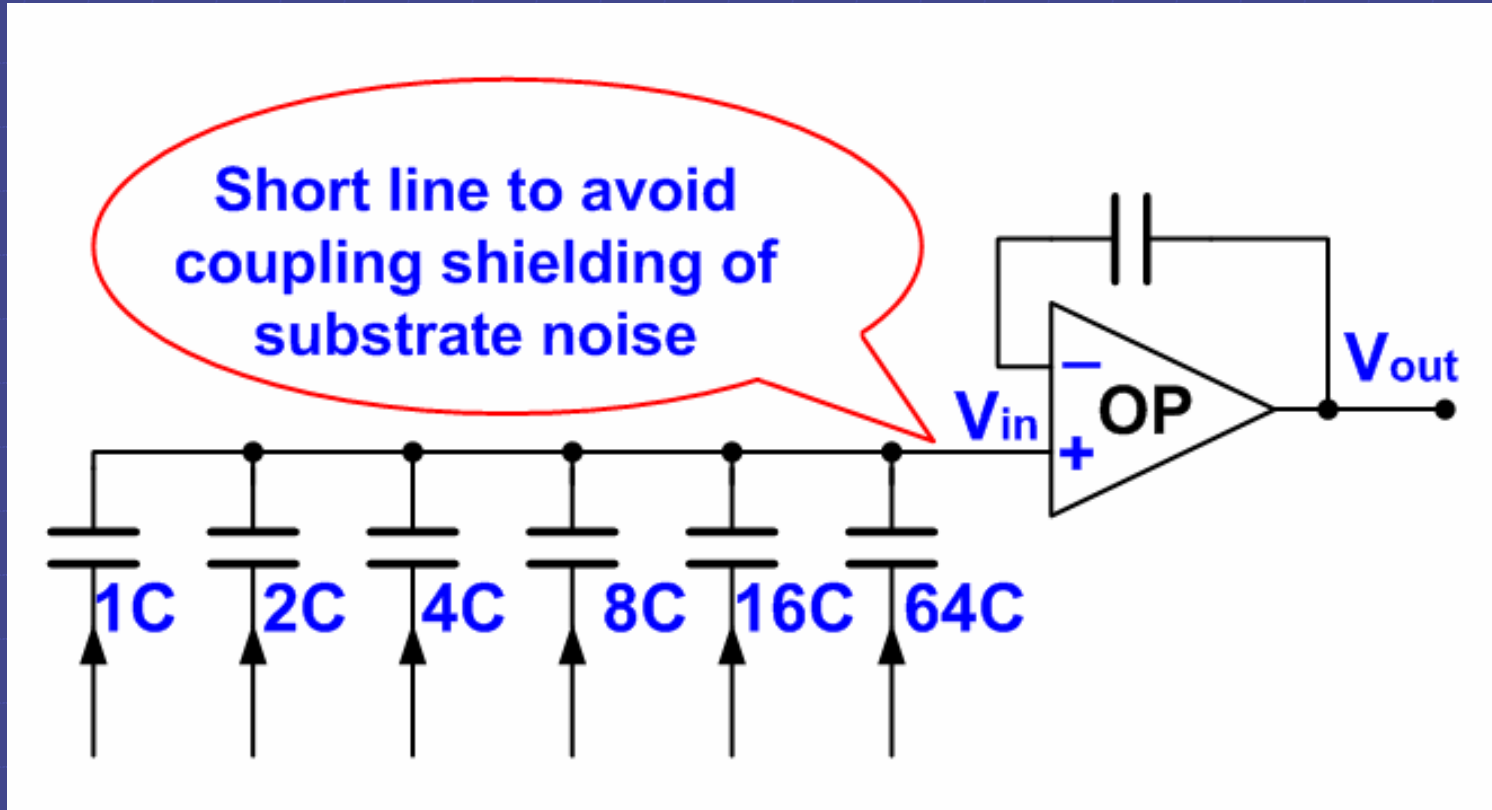 Short line to avoid
coupling shielding of
substrate noise
Vout
−
OP
Vin
+
1C 2C 4C 8C 16C 64C